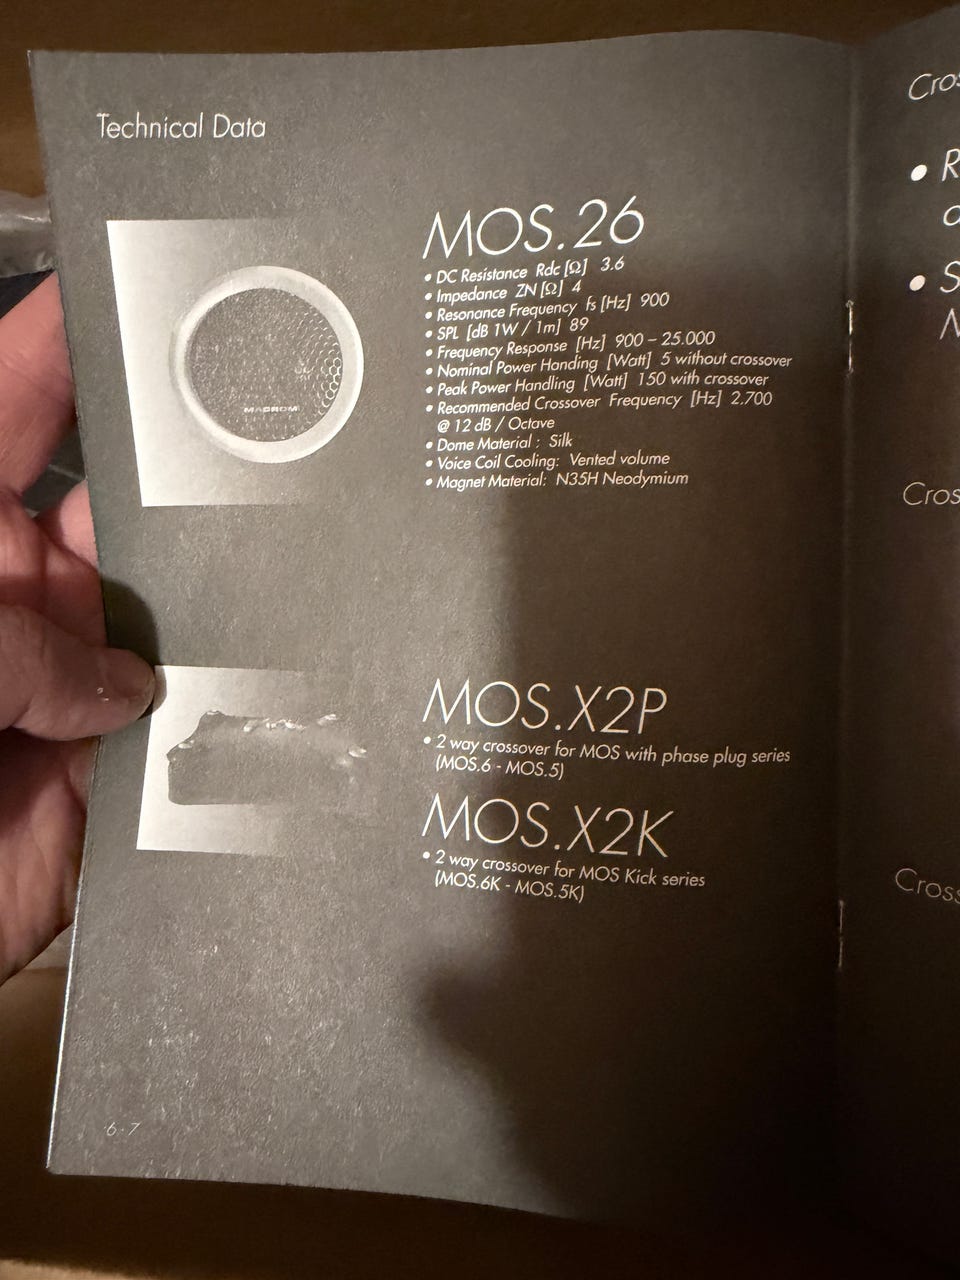 Technical Data
MOS.26
• DC Resistance Rdc [Ω] 3.6
• Impedance ZN [Ω] 4
• Resonance Frequency fs [Hz] 900
• SPL [dB 1W / 1m] 89
• Frequency Response [Hz] 900 – 25.000
• Nominal Power Handing [Watt] 5 without crossover
• Peak Power Handling [Watt] 150 with crossover
• Recommended Crossover Frequency [Hz] 2.700
@ 12 dB / Octave
• Dome Material : Silk
• Voice Coil Cooling: Vented volume
• Magnet Material: N35H Neodymium
MACROM
MOS.X2P
• 2 way crossover for MOS with phase plug series
(MOS.6 - MOS.5)
MOS.X2K
• 2 way crossover for MOS Kick series
(MOS.6K - MOS.5K)
6 - 7